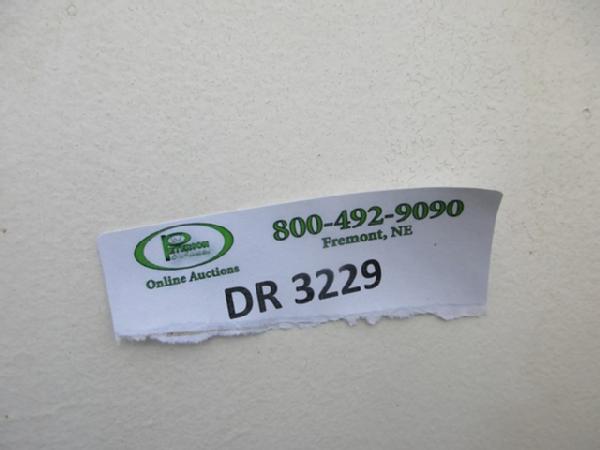 Online Auctions
800-492-9090
Fremont, NE
DR 3229